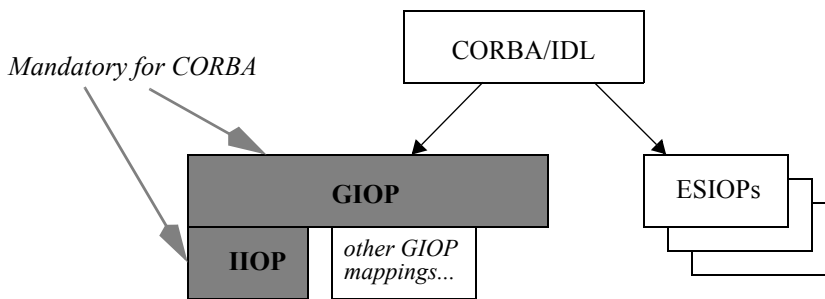 CORBA/IDL
Mandatory for CORBA
GIOP
ESIOPs
IIOP
other GIOP
mappings...